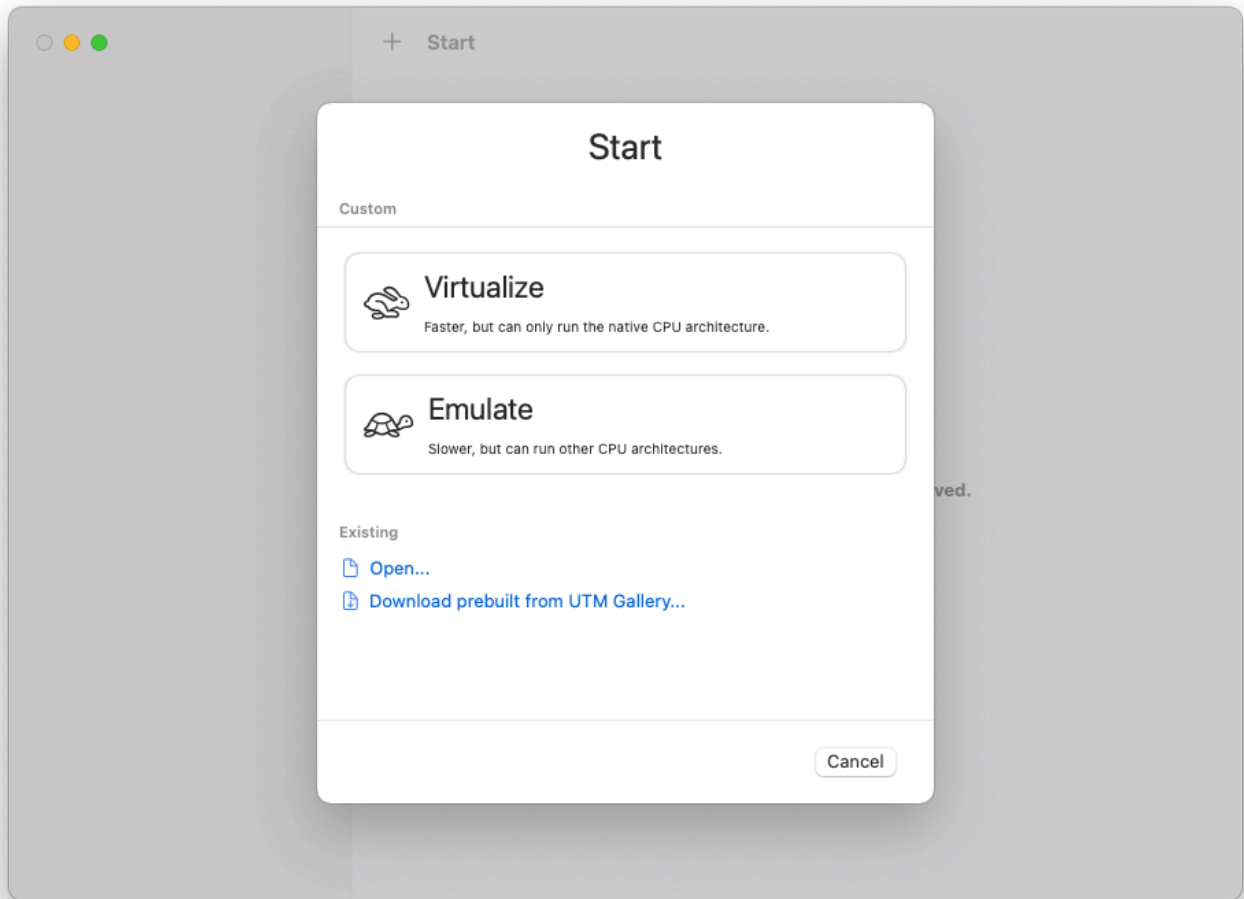 Start
Start
Custom
Virtualize
Faster, but can only run the native CPU architecture.
Emulate
Slower, but can run other CPU architectures.
ved.
Existing
Open...
Download prebuilt from UTM Gallery...
Cancel